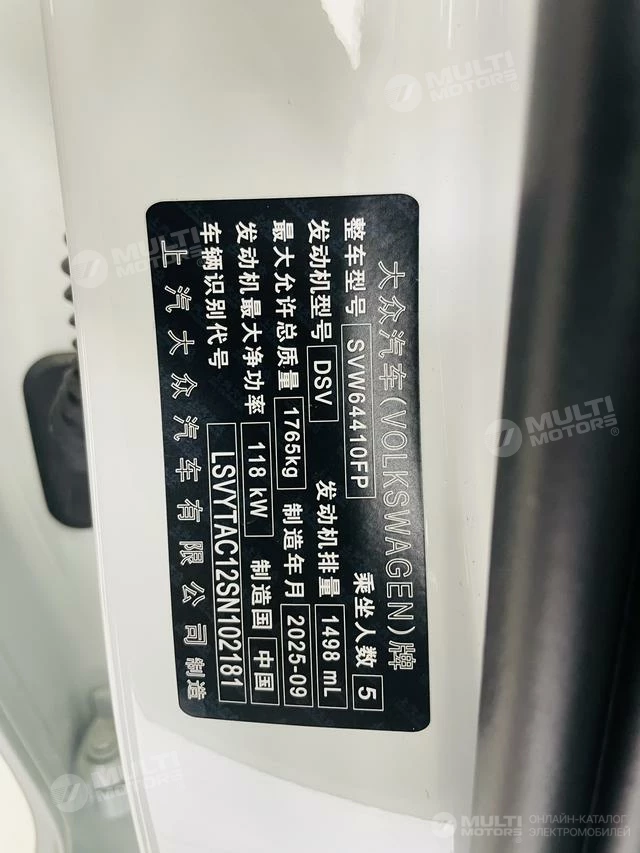 大众汽车(VOLKSWAGEN)牌
整车型号 SVW64410FP 乘坐人数 5
发动机型号 DSV 发动机排量 1498 mL
最大允许总质量 1765kg 制造年月 2025-09
发动机最大净功率 118 kW 制造国 中国
车辆识别代号 LSVYTAC12SN102181
上汽大众汽车有限公司制造
MULTI
MOTORS®
MULTI
MOTORS®
MULTI
MOTORS®
MULTI
MOTORS®
MULTI
MOTORS®
ОНЛАЙН-КАТАЛОГ
ЭЛЕКТРОМОБИЛЕЙ